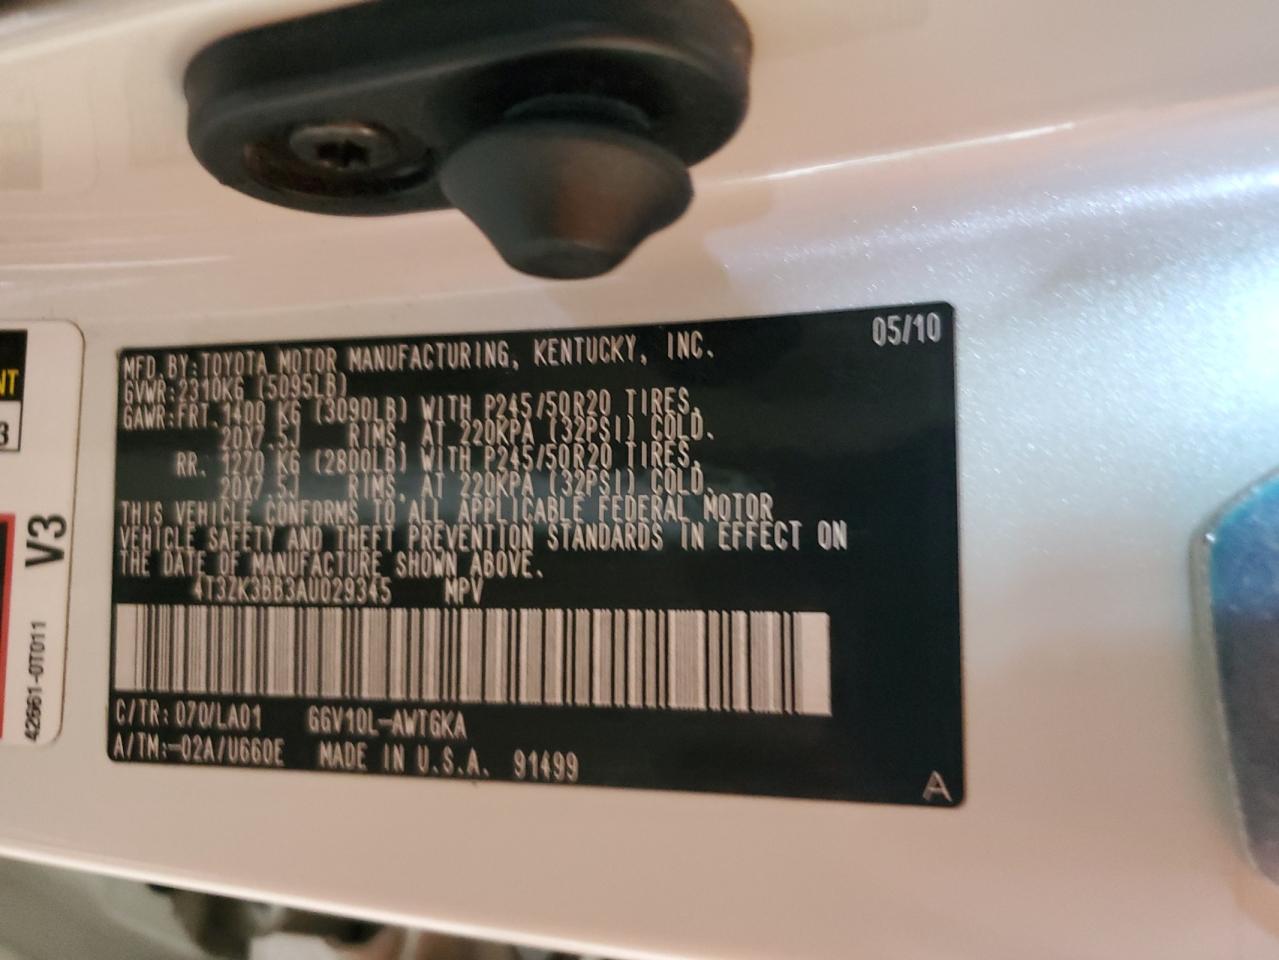 MFD.BY:TOYOTA MOTOR MANUFACTURING, KENTUCKY, INC. 05/10
GVWR:2310KG (5095LB)
GAWR:FRT. 1400 KG (3090LB) WITH P245/50R20 TIRES,
20X7.5J RIMS, AT 220KPA (32PSI) COLD.
RR. 1270 KG (2800LB) WITH P245/50R20 TIRES,
20X7.5J RIMS, AT 220KPA (32PSI) COLD.
THIS VEHICLE CONFORMS TO ALL APPLICABLE FEDERAL MOTOR
VEHICLE SAFETY AND THEFT PREVENTION STANDARDS IN EFFECT ON
THE DATE OF MANUFACTURE SHOWN ABOVE.
4T3ZK3BB3AU029345 MPV
C/TR: 070/LA01 GGV10L-AWTGKA
A/TM:-02A/U660E MADE IN U.S.A. 91499
A
NT
3
V3
42661-0T011